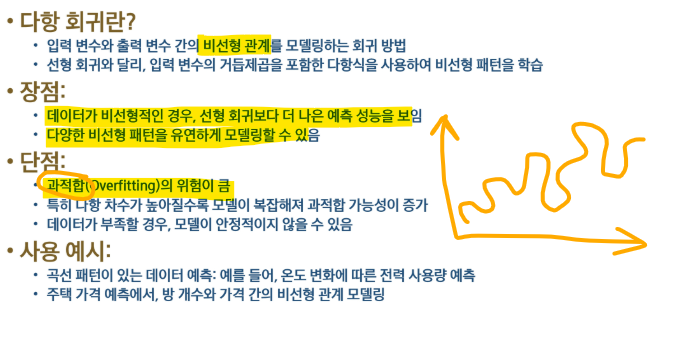 • 다항 회귀란?
• 입력 변수와 출력 변수 간의 비선형 관계를 모델링하는 회귀 방법
• 선형 회귀와 달리, 입력 변수의 거듭제곱을 포함한 다항식을 사용하여 비선형 패턴을 학습
• 장점:
• 데이터가 비선형적인 경우, 선형 회귀보다 더 나은 예측 성능을 보임
• 다양한 비선형 패턴을 유연하게 모델링할 수 있음
• 단점:
• 과적합(Overfitting)의 위험이 큼
• 특히 다항 차수가 높아질수록 모델이 복잡해져 과적합 가능성이 증가
• 데이터가 부족할 경우, 모델이 안정적이지 않을 수 있음
• 사용 예시:
• 곡선 패턴이 있는 데이터 예측: 예를 들어, 온도 변화에 따른 전력 사용량 예측
• 주택 가격 예측에서, 방 개수와 가격 간의 비선형 관계 모델링